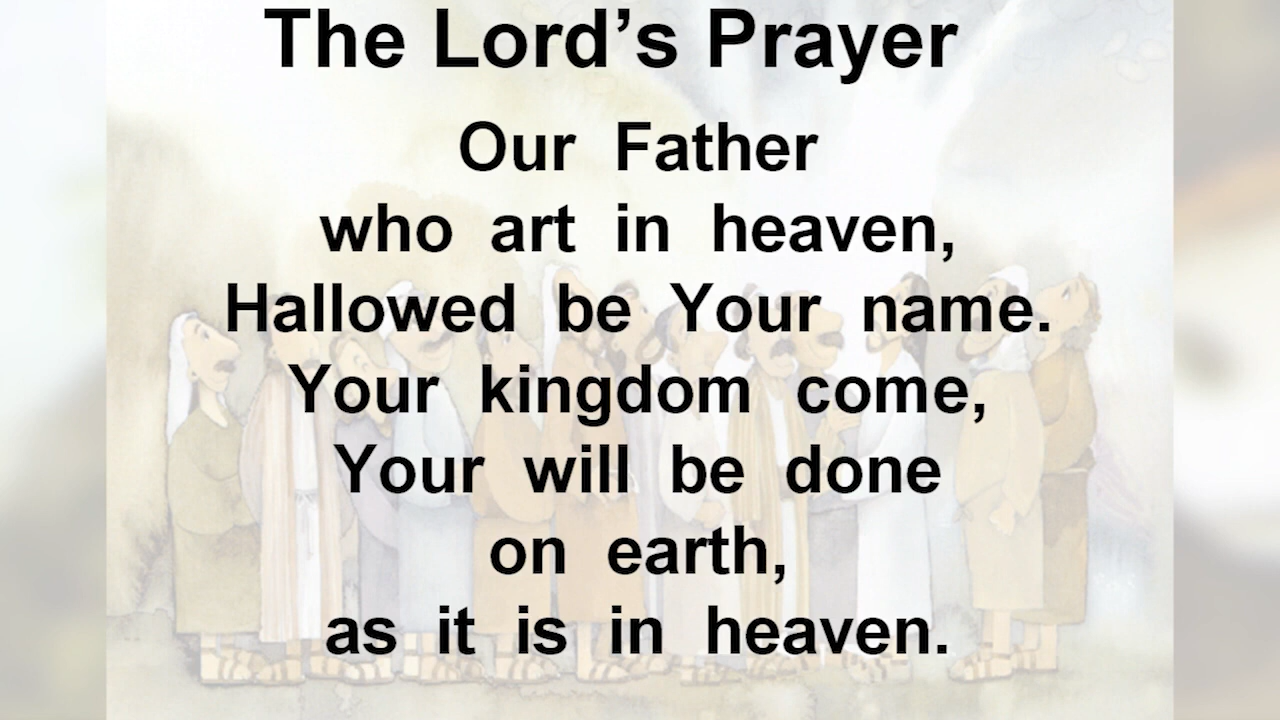 The Lord’s Prayer
Our Father
who art in heaven,
Hallowed be Your name.
Your kingdom come,
Your will be done
on earth,
as it is in heaven.